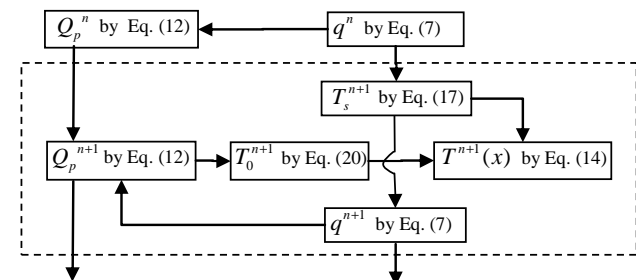 Q_p^n by Eq. (12)
q^n by Eq. (7)
T_s^{n+1} by Eq. (17)
Q_p^{n+1} by Eq. (12)
T_0^{n+1} by Eq. (20)
T^{n+1}(x) by Eq. (14)
q^{n+1} by Eq. (7)